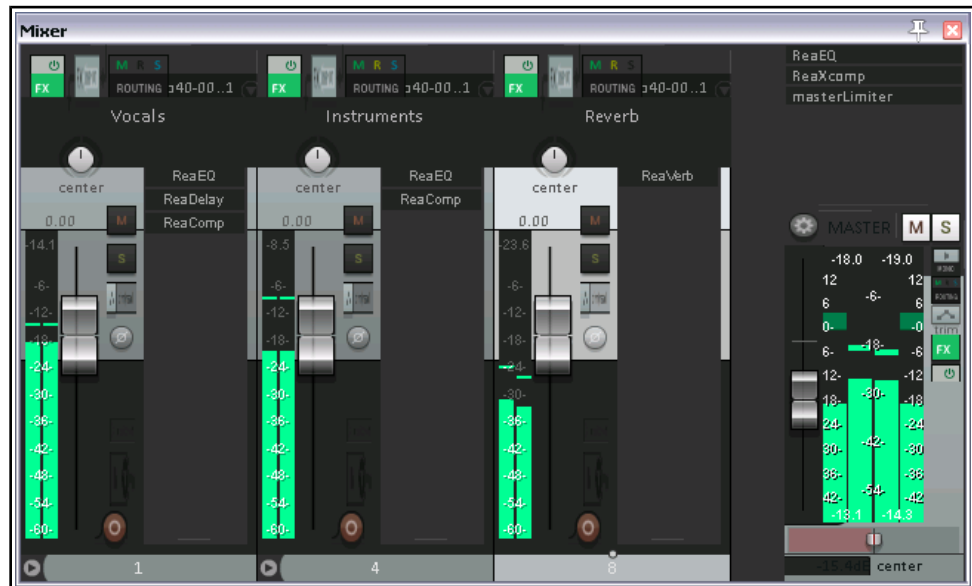 Mixer
M R S
FX
ROUTING
Vocals
center
0.00
M
S
-14.1
-6-
-12-
-18-
-24-
-30-
-36-
-42-
-48-
-54-
-60-
ReaEQ
ReaDelay
ReaComp
1
M R S
FX
ROUTING
Instruments
center
0.00
M
S
-8.5
-6-
-12-
-18-
-24-
-30-
-36-
-42-
-48-
-54-
-60-
ReaEQ
ReaComp
4
M R S
FX
ROUTING
Reverb
center
0.00
M
S
-23.6
-6-
-12-
-18-
-24-
-30-
-36-
-42-
-48-
-54-
-60-
ReaVerb
8
ReaEQ
ReaXcomp
masterLimiter
MASTER M S
-18.0 -19.0
12 12
6 -6- 6
0- -0
6- -18- -6
12- -12
18- -30- -18
24- -24
30- -42- -30
36- -36
42- -54- -42
-13.1 -14.3
MONO
ROUTING
trim
FX
-15.4dB center